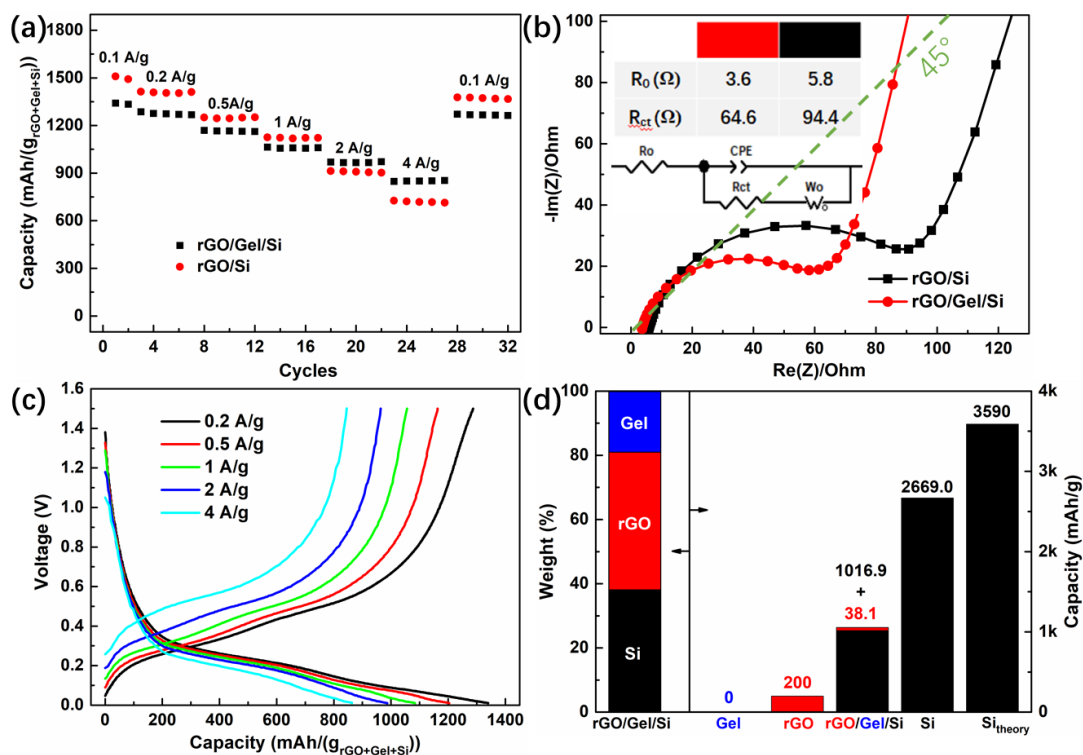 (a)
1800
1500
1200
900
600
300
0
0.1 A/g
0.2 A/g
0.5A/g
1 A/g
2 A/g
4 A/g
0.1 A/g
rGO/Gel/Si
rGO/Si
0 4 8 12 16 20 24 28 32
Cycles
Capacity (mAh/(grGO+Gel+Si))
(b)
100
80
60
40
20
0
-Im(Z)/Ohm
R0 (Ω) 3.6 5.8
Rct(Ω) 64.6 94.4
Ro CPE
Rct Wo
45°
rGO/Si
rGO/Gel/Si
0 20 40 60 80 100 120
Re(Z)/Ohm
(c)
1.6
1.4
1.2
1.0
0.8
0.6
0.4
0.2
0.0
Voltage (V)
0.2 A/g
0.5 A/g
1 A/g
2 A/g
4 A/g
0 200 400 600 800 1000 1200 1400
Capacity (mAh/(grGO+Gel+Si))
(d)
100
80
60
40
20
0
Weight (%)
Gel
rGO
Si
0
200
1016.9
+
38.1
2669.0
3590
4k
3k
2k
1k
0
Capacity (mAh/g)
rGO/Gel/Si Gel rGO rGO/Gel/Si Si Sitheory